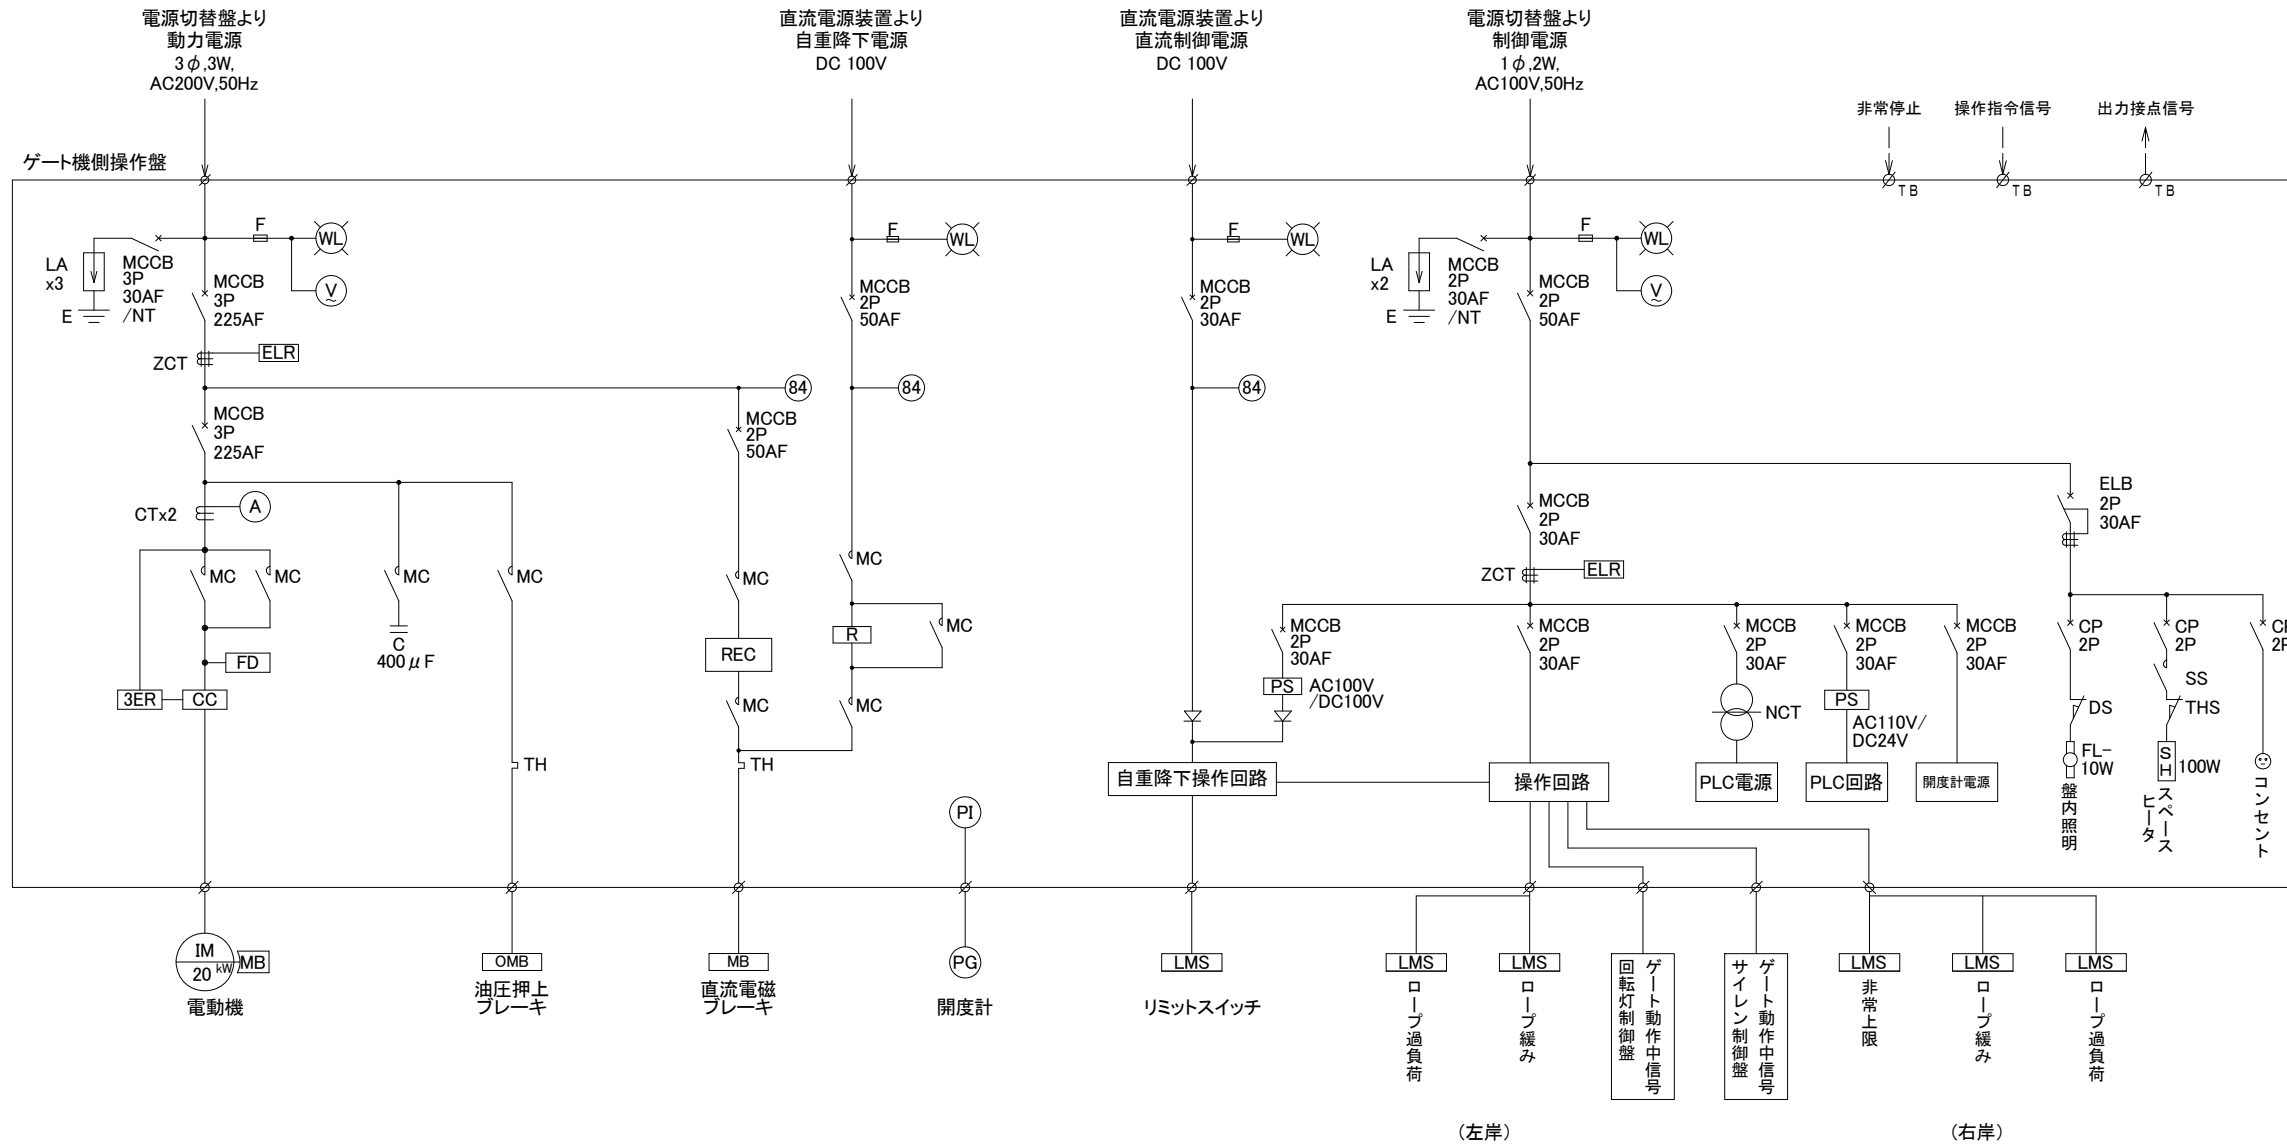 電源切替盤より
動力電源
3φ,3W,
AC200V,50Hz
直流電源装置より
自重降下電源
DC 100V
直流電源装置より
直流制御電源
DC 100V
電源切替盤より
制御電源
1φ,2W,
AC100V,50Hz
非常停止
操作指令信号
出力接点信号
ゲート機側操作盤
TB
TB
TB
F
WL
V
LA
x3
E
MCCB
3P
30AF
/NT
MCCB
3P
225AF
F
WL
MCCB
2P
50AF
F
WL
MCCB
2P
30AF
LA
x2
E
MCCB
2P
30AF
/NT
F
WL
V
MCCB
2P
50AF
ZCT
ELR
84
84
84
MCCB
3P
225AF
MCCB
2P
50AF
CTx2
A
MC
MC
MC
MC
MC
MC
C
400μF
FD
3ER
CC
REC
R
MC
MC
MC
TH
TH
MCCB
2P
30AF
ELB
2P
30AF
ZCT
ELR
MCCB
2P
30AF
MCCB
2P
30AF
MCCB
2P
30AF
MCCB
2P
30AF
MCCB
2P
30AF
CP
2P
CP
2P
CP
2P
PS
AC100V
/DC100V
NCT
PS
AC110V/
DC24V
DS
SS
THS
FL-
10W
SH
100W
自重降下操作回路
操作回路
PLC電源
PLC回路
開度計電源
盤内照明
スペース
ヒータ
コンセント
PI
IM
20 kW
MB
電動機
OMB
油圧押上
ブレーキ
MB
直流電磁
ブレーキ
PG
開度計
LMS
リミットスイッチ
LMS
ロープ過負荷
LMS
ロープ緩み
ゲート動作中信号
回転灯制御盤
ゲート動作中信号
サイレン制御盤
LMS
非常上限
LMS
ロープ緩み
LMS
ロープ過負荷
(左岸)
(右岸)